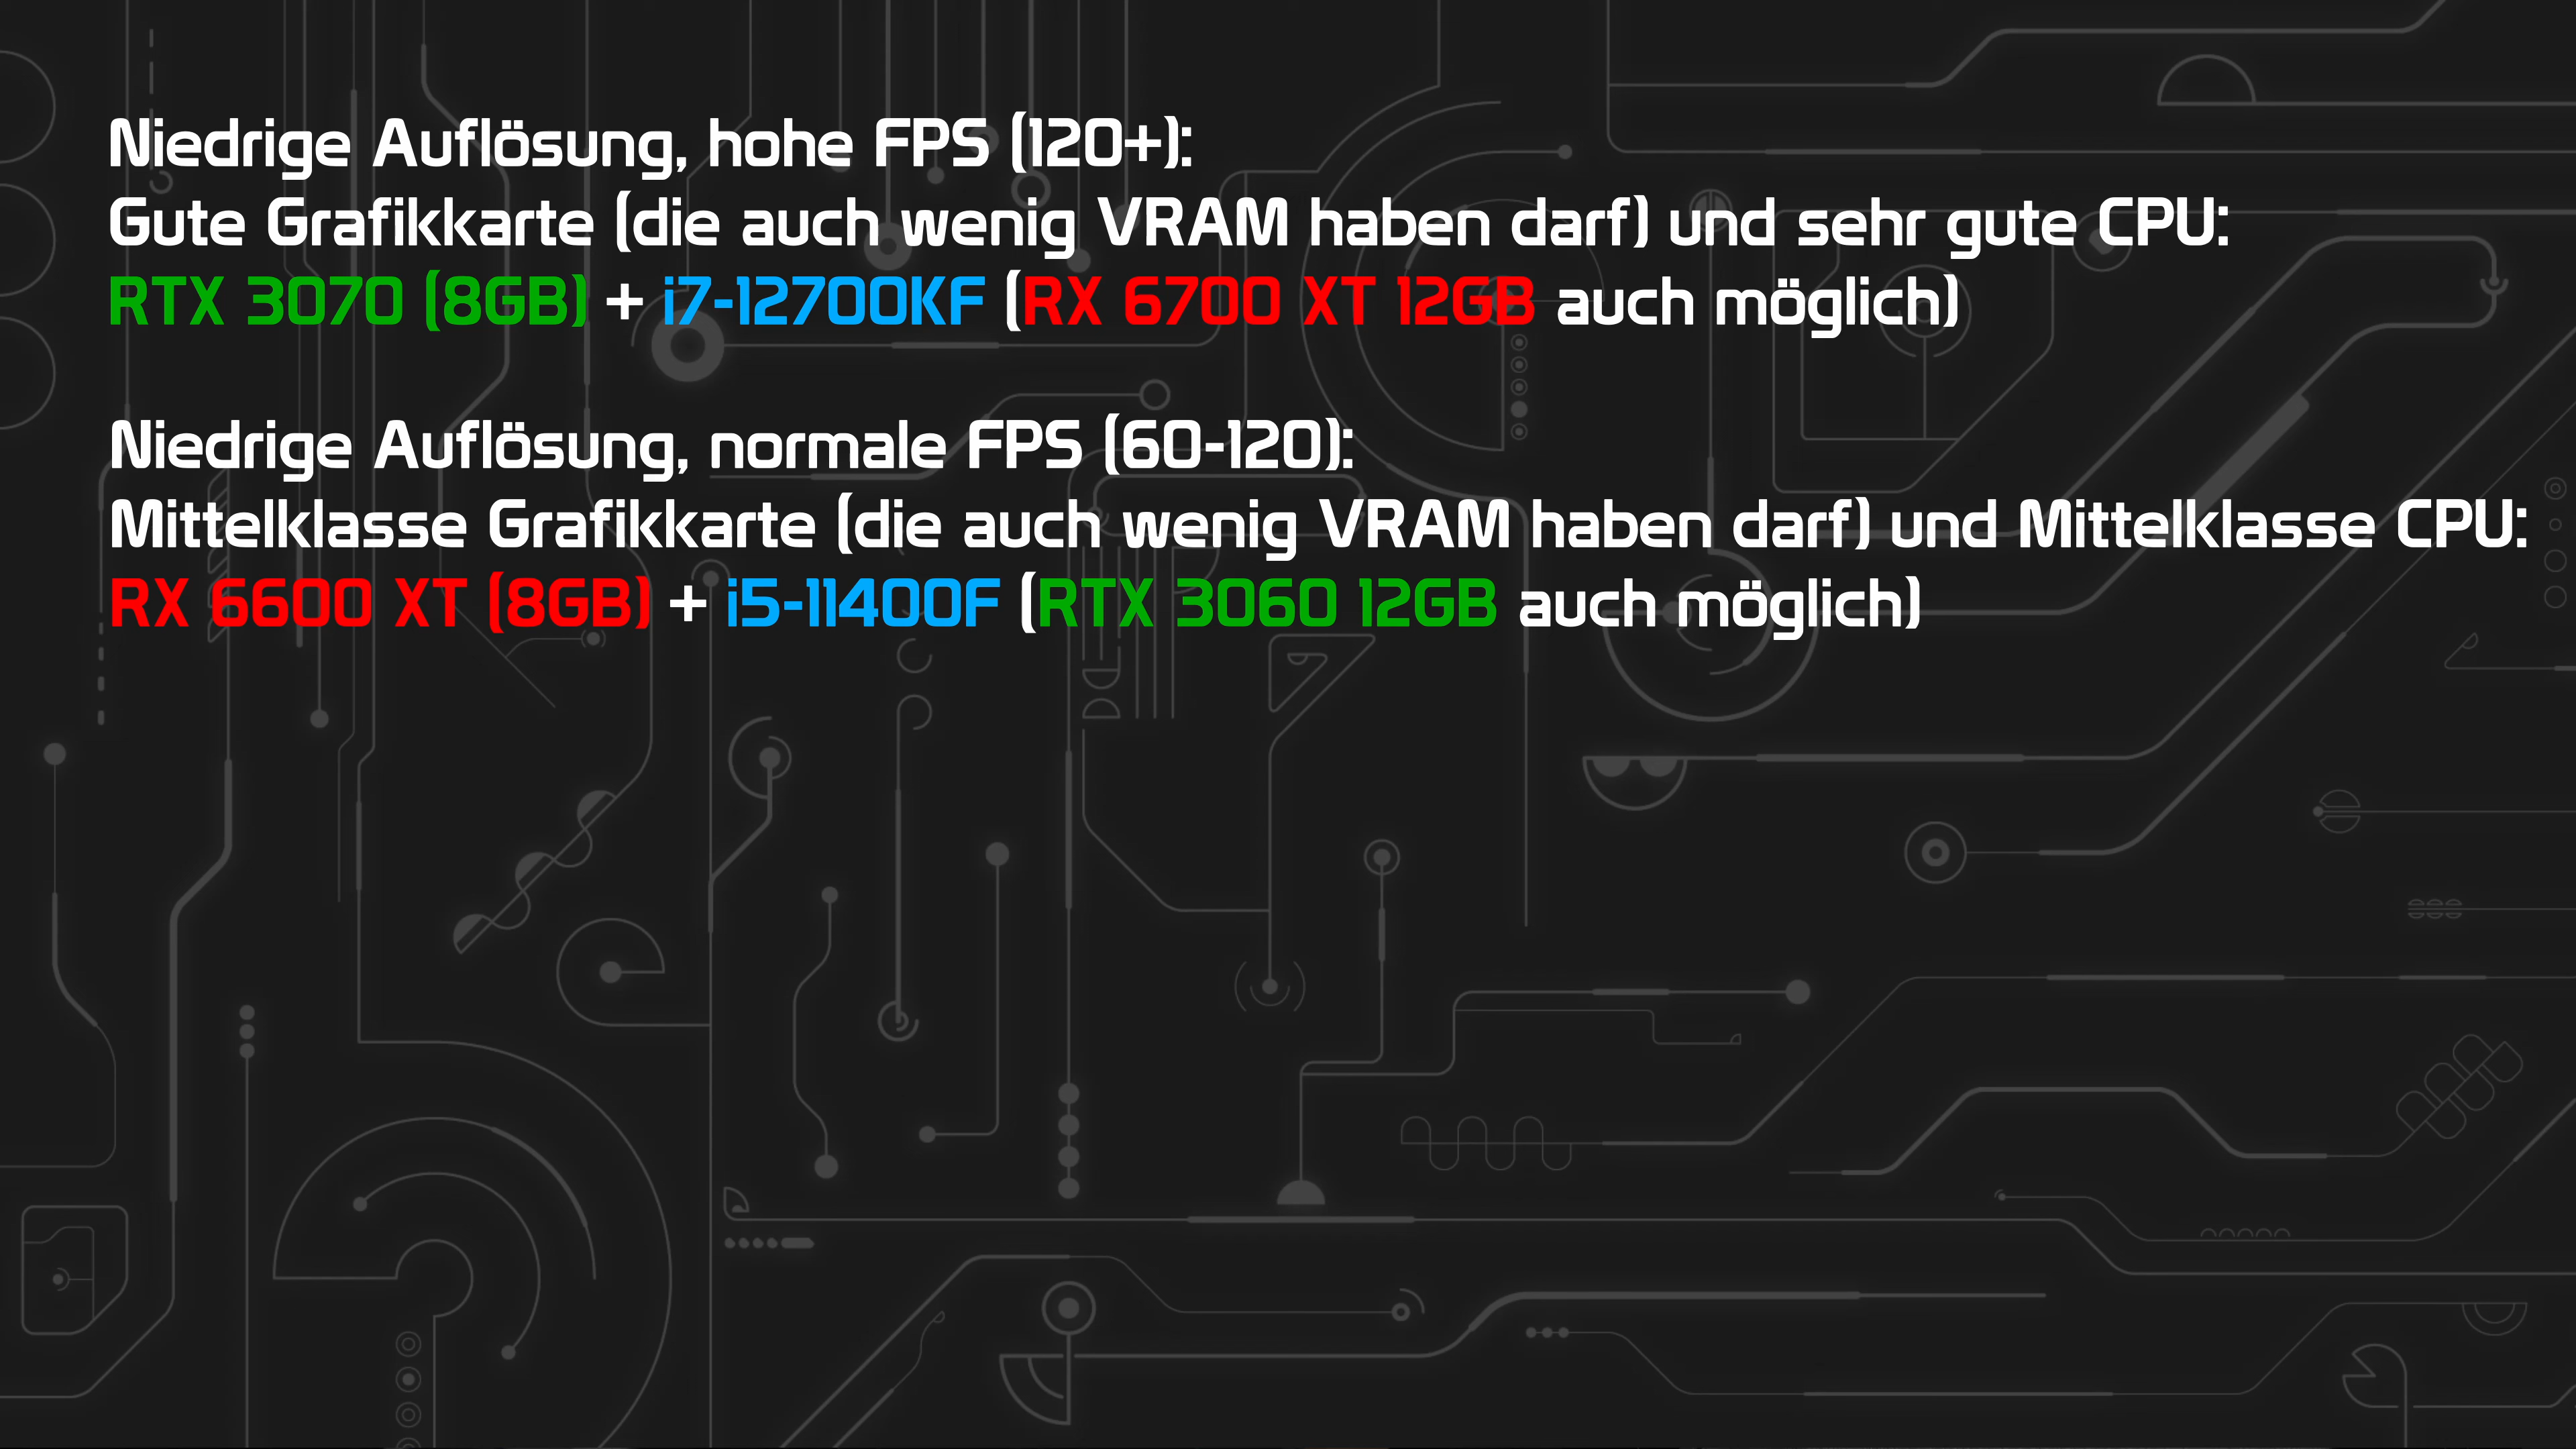 Niedrige Auflösung, hohe FPS (120+):
Gute Grafikkarte (die auch wenig VRAM haben darf) und sehr gute CPU:
RTX 3070 (8GB) + i7-12700KF (RX 6700 XT 12GB auch möglich)
Niedrige Auflösung, normale FPS (60-120):
Mittelklasse Grafikkarte (die auch wenig VRAM haben darf) und Mittelklasse CPU:
RX 6600 XT (8GB) + i5-11400F (RTX 3060 12GB auch möglich)